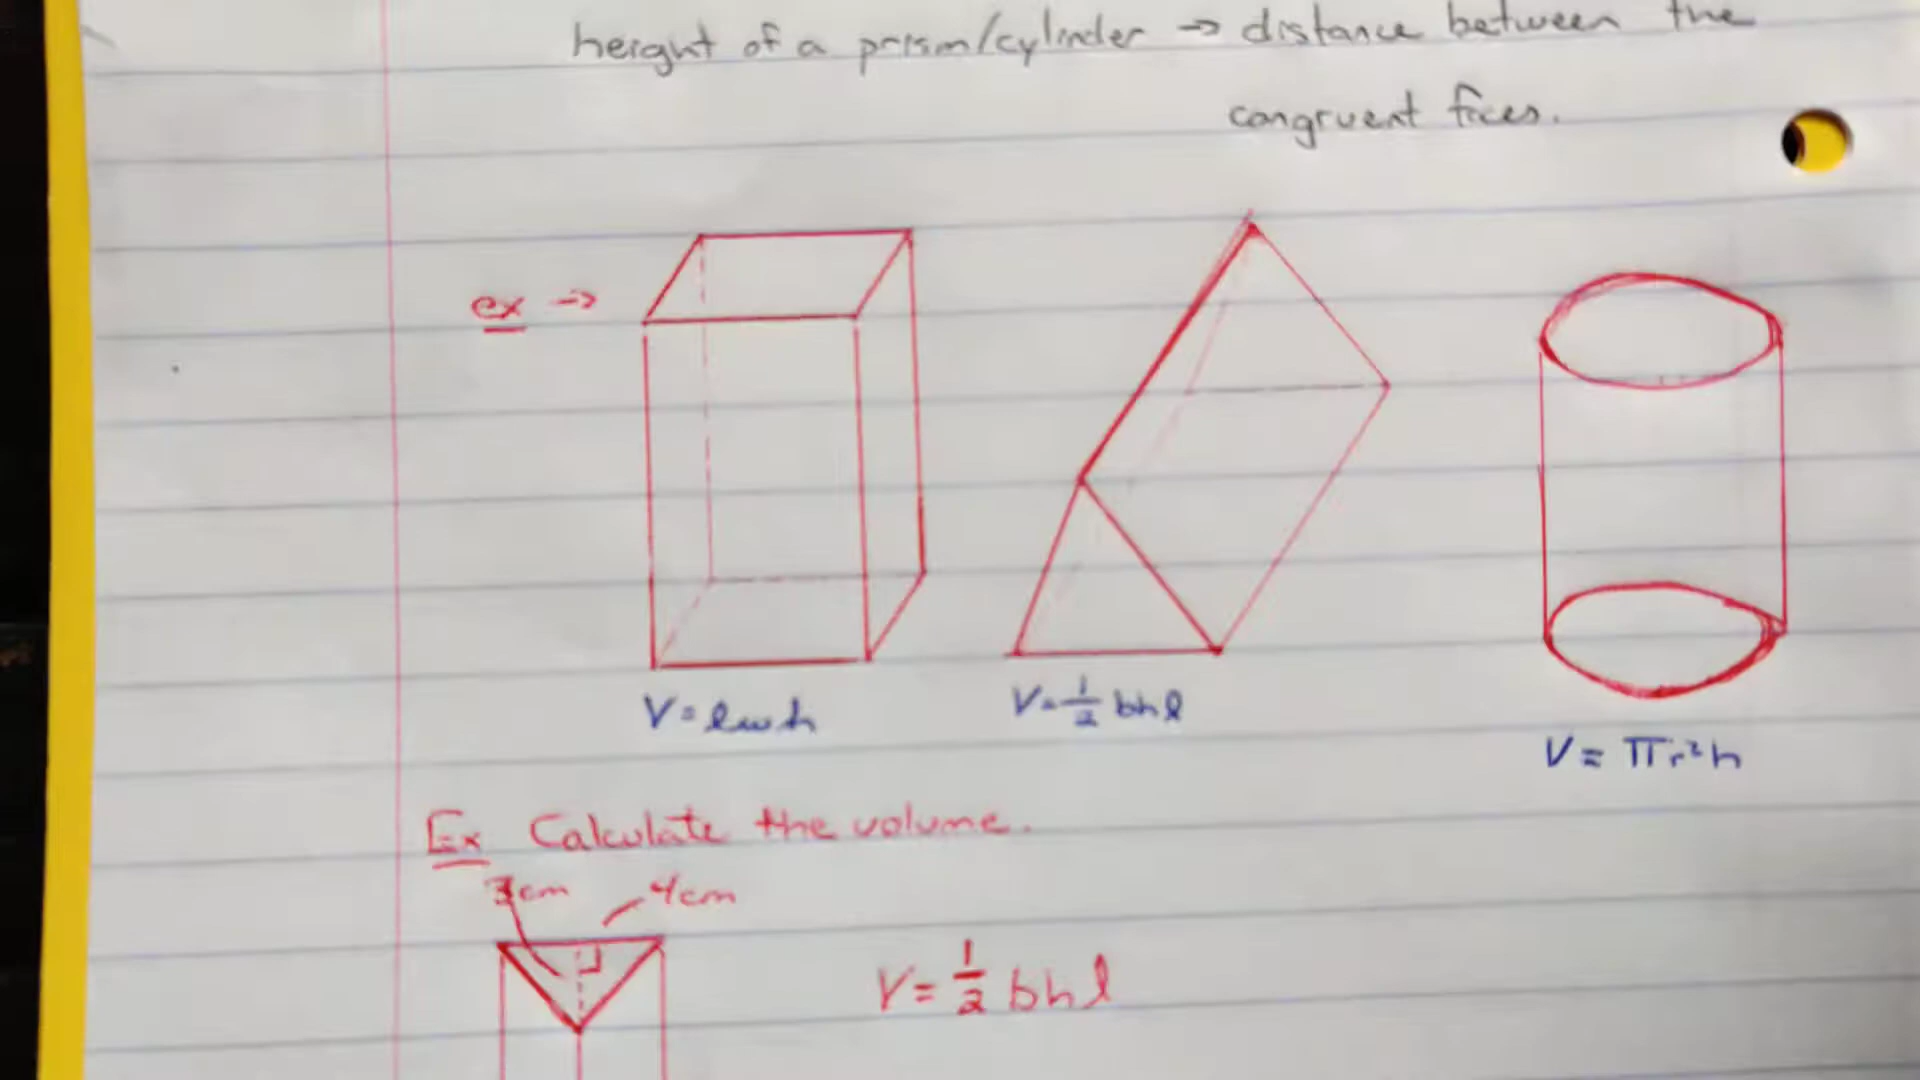 height of a prism/cylinder → distance between the
congruent faces.
ex →
V = lwh
V = 1/2 bhl
V = πr²h
Ex Calculate the volume.
3cm
4cm
V = 1/2 bhl